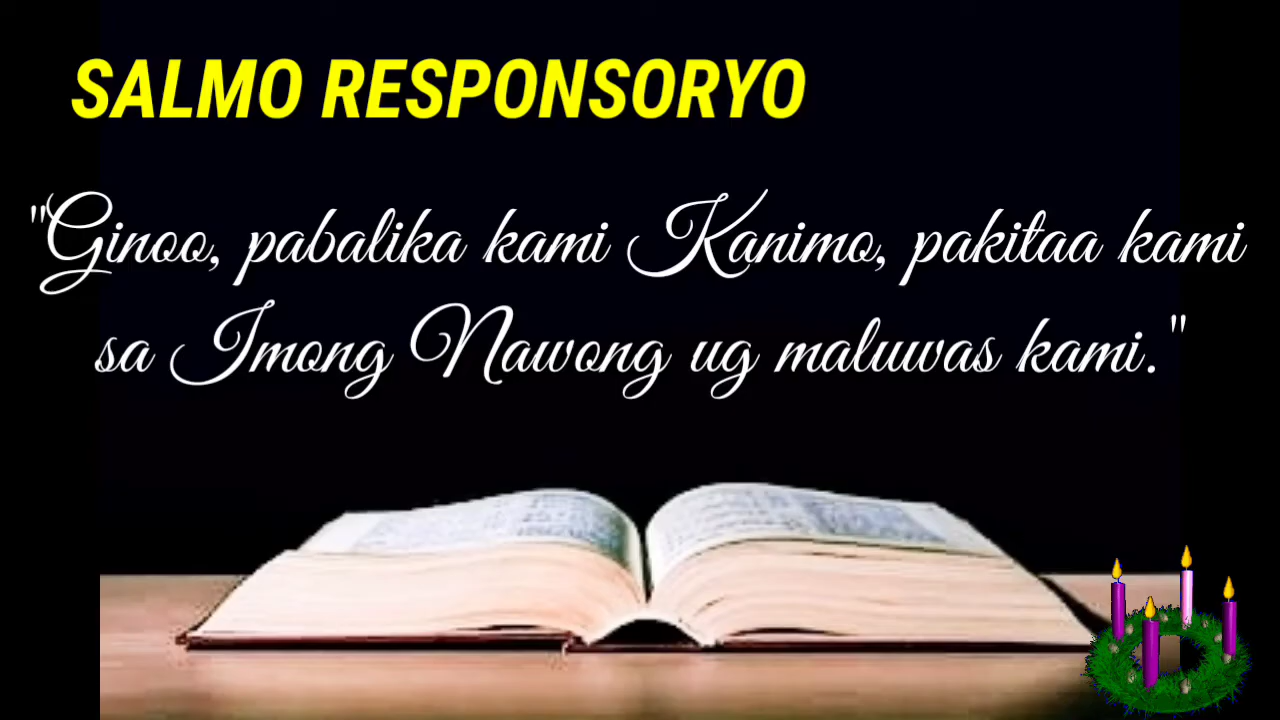 SALMO RESPONSORYO
"Ginoo, pabalika kami Kanimo, pakitaa kami
sa Imong Nawong ug maluwas kami."